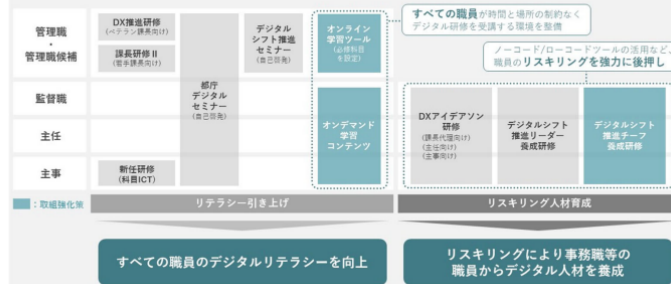 管理職
・
管理職候補
監督職
主任
主事
DX推進研修
(ベテラン課長向け)
課長研修Ⅱ
(若手課長向け)
新任研修
(科目ICT)
都庁
デジタル
セミナー
(自己啓発)
デジタル
シフト推進
セミナー
(自己啓発)
オンライン
学習ツール
(必修科目
を設定)
オンデマンド
学習
コンテンツ
すべての職員が時間と場所の制約なく
デジタル研修を受講する環境を整備
ノーコード/ローコードツールの活用など、
職員のリスキリングを強力に後押し
DXアイデアソン
研修
(課長代理向け)
(主任向け)
(主事向け)
デジタルシフト
推進リーダー
養成研修
デジタルシフト
推進チーフ
養成研修
:取組強化策
リテラシー引き上げ
リスキリング人材育成
すべての職員のデジタルリテラシーを向上
リスキリングにより事務職等の
職員からデジタル人材を養成